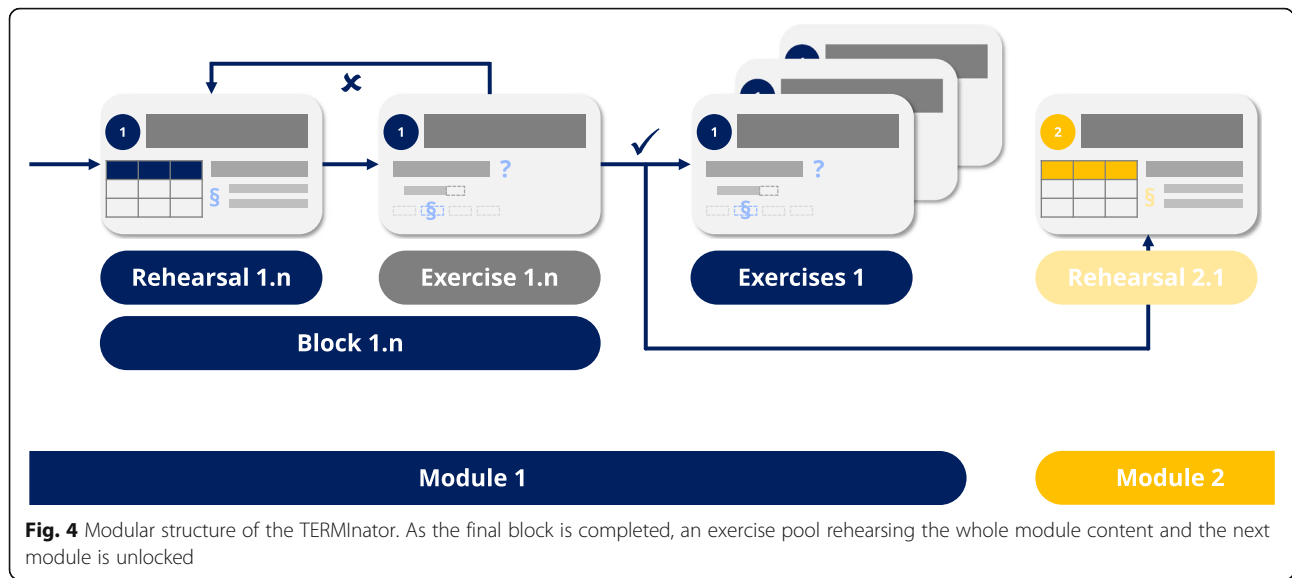 ✘
✓
1
1
1
2
§
?
§
?
§
§
Rehearsal 1.n
Exercise 1.n
Exercises 1
Rehearsal 2.1
Block 1.n
Module 1
Module 2
Fig. 4 Modular structure of the TERMInator. As the final block is completed, an exercise pool rehearsing the whole module content and the next
module is unlocked